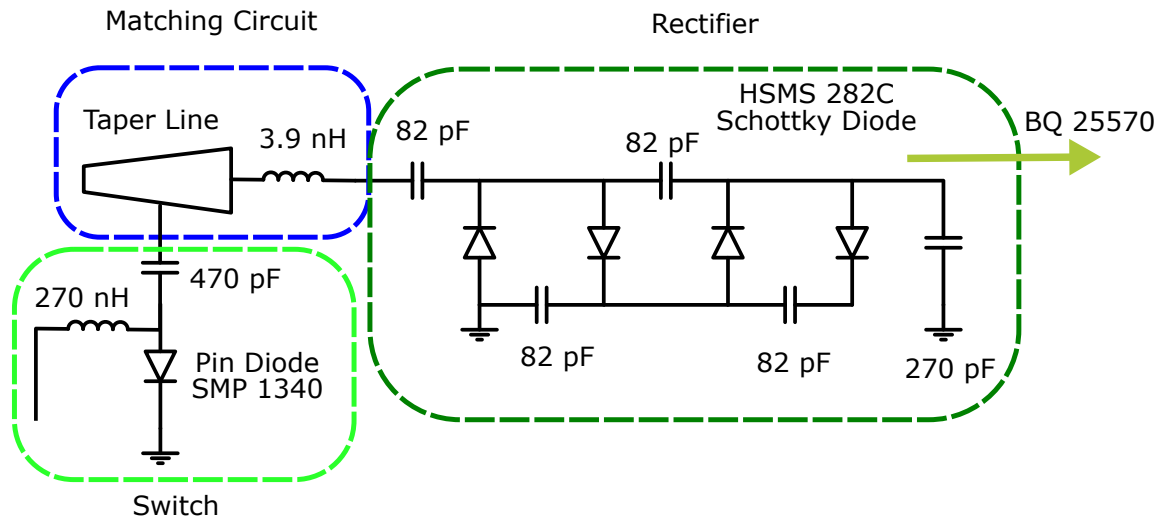 Matching Circuit
Rectifier
Taper Line
3.9 nH
82 pF
82 pF
HSMS 282C
Schottky Diode
BQ 25570
470 pF
270 nH
Pin Diode
SMP 1340
82 pF
82 pF
270 pF
Switch